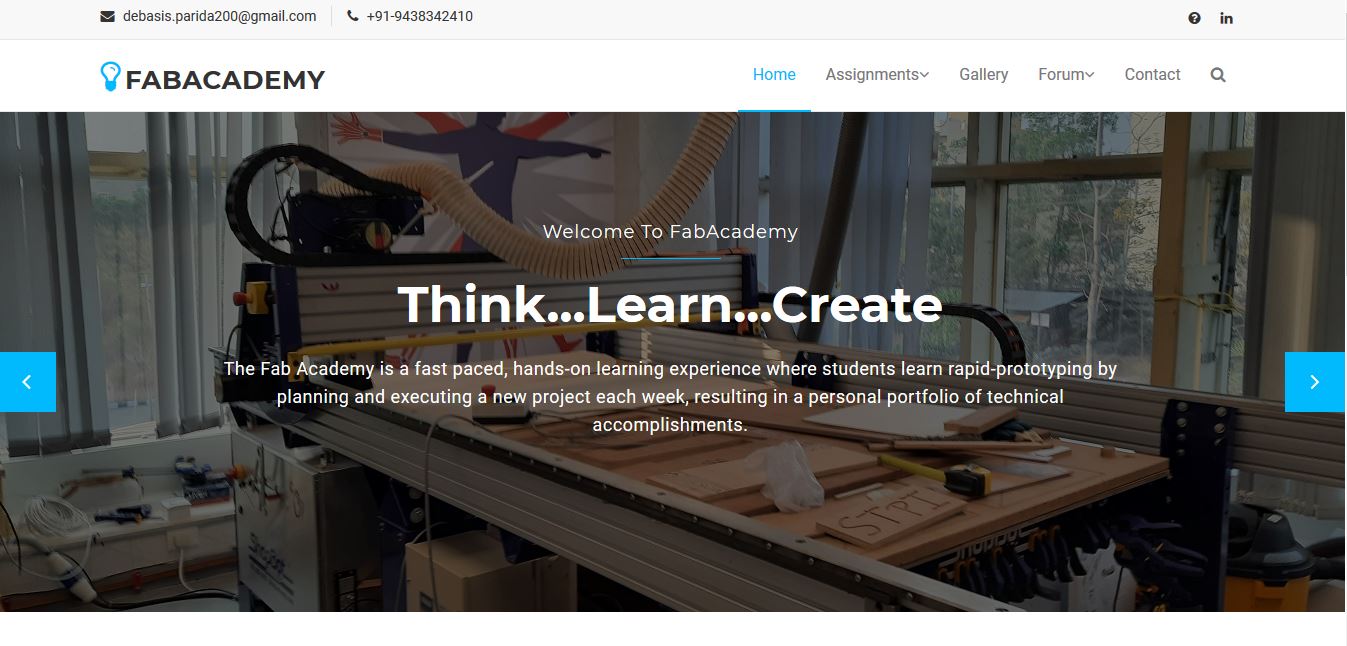 debasis.parida200@gmail.com
+91-9438342410
FABACADEMY
Home Assignments Gallery Forum Contact
Welcome To FabAcademy
Think...Learn...Create
The Fab Academy is a fast paced, hands-on learning experience where students learn rapid-prototyping by
planning and executing a new project each week, resulting in a personal portfolio of technical
accomplishments.
STPI